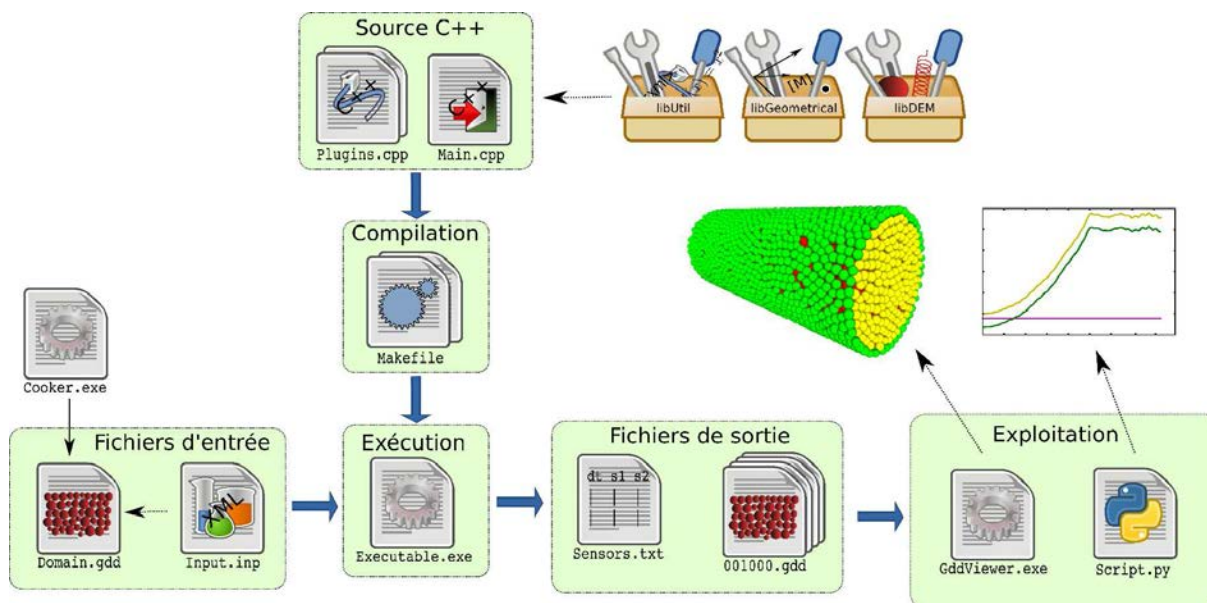 Source C++
C++
Plugins.cpp
C++
Main.cpp
libUtil
[M]
libGeometrical
libDEM
Compilation
Makefile
Cooker.exe
Fichiers d'entrée
Domain.gdd
XML
Input.inp
Exécution
Executable.exe
Fichiers de sortie
dt s1 s2
Sensors.txt
001000.gdd
Exploitation
GddViewer.exe
Script.py